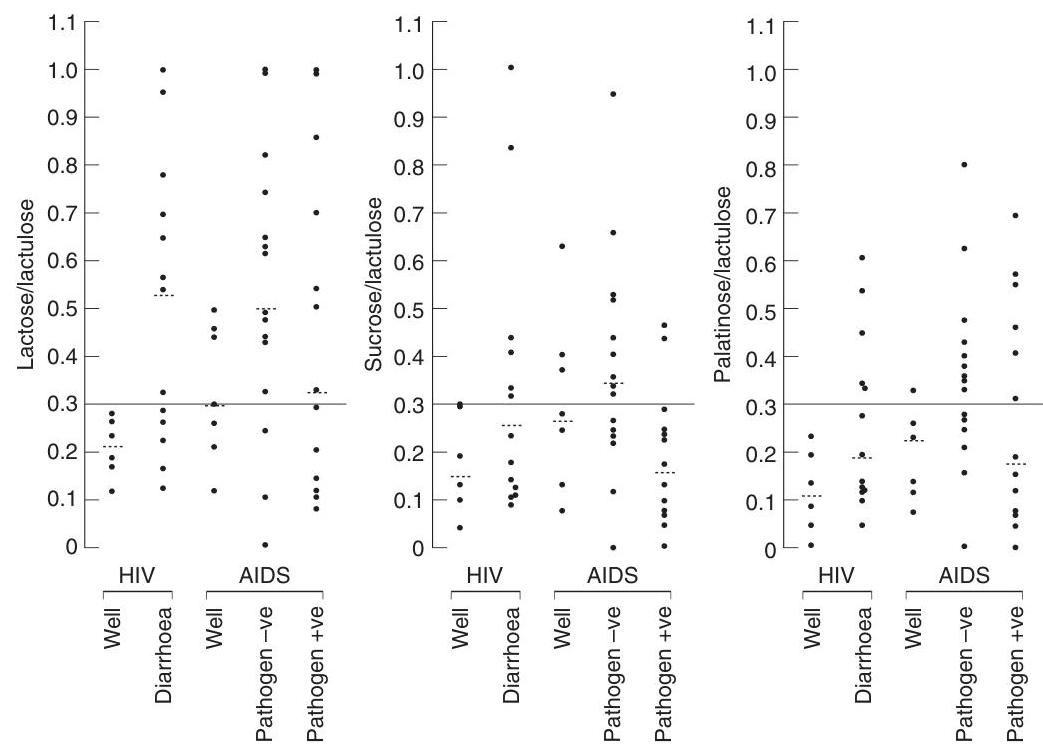 Lactose/lactulose
1.1
1.0
0.9
0.8
0.7
0.6
0.5
0.4
0.3
0.2
0.1
0
HIV
AIDS
Well
Diarrhoea
Well
Pathogen –ve
Pathogen +ve
Sucrose/lactulose
1.1
1.0
0.9
0.8
0.7
0.6
0.5
0.4
0.3
0.2
0.1
0
HIV
AIDS
Well
Diarrhoea
Well
Pathogen –ve
Pathogen +ve
Palatinose/lactulose
1.1
1.0
0.9
0.8
0.7
0.6
0.5
0.4
0.3
0.2
0.1
0
HIV
AIDS
Well
Diarrhoea
Well
Pathogen –ve
Pathogen +ve